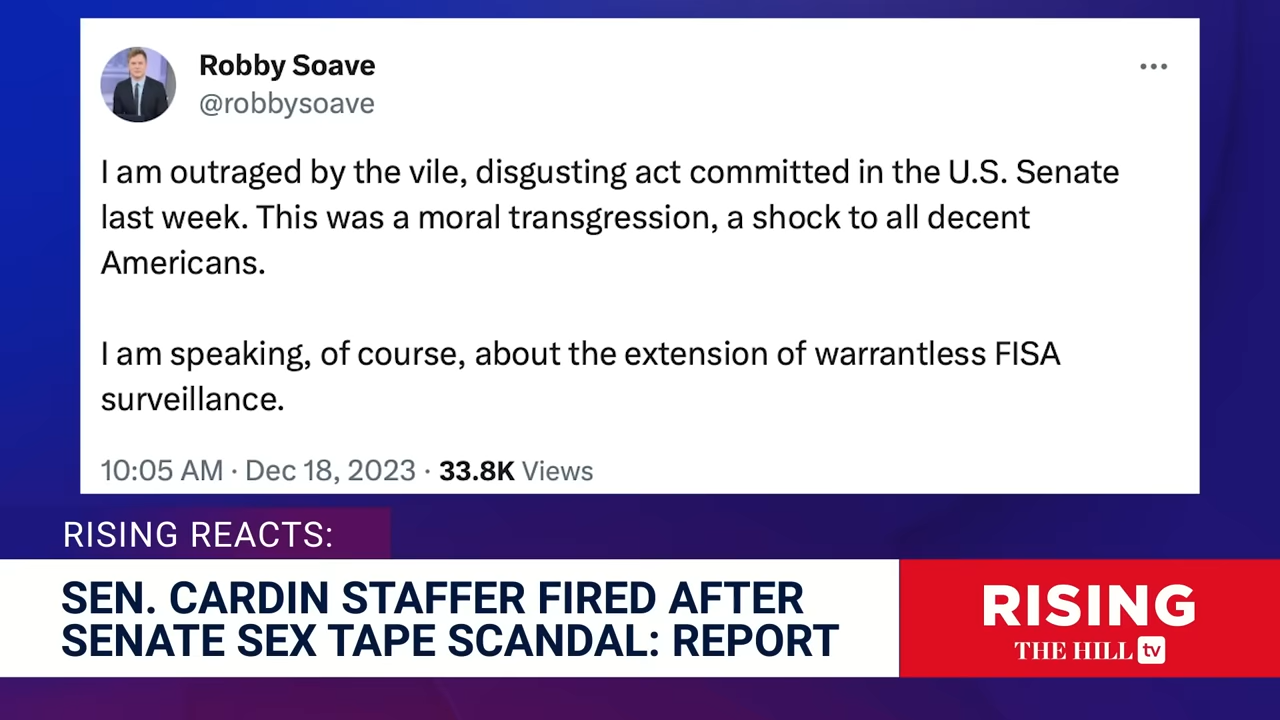 Robby Soave
@robbysoave
I am outraged by the vile, disgusting act committed in the U.S. Senate
last week. This was a moral transgression, a shock to all decent
Americans.
I am speaking, of course, about the extension of warrantless FISA
surveillance.
10:05 AM · Dec 18, 2023 · 33.8K Views
RISING REACTS:
SEN. CARDIN STAFFER FIRED AFTER
SENATE SEX TAPE SCANDAL: REPORT
RISING
THE HILL tv